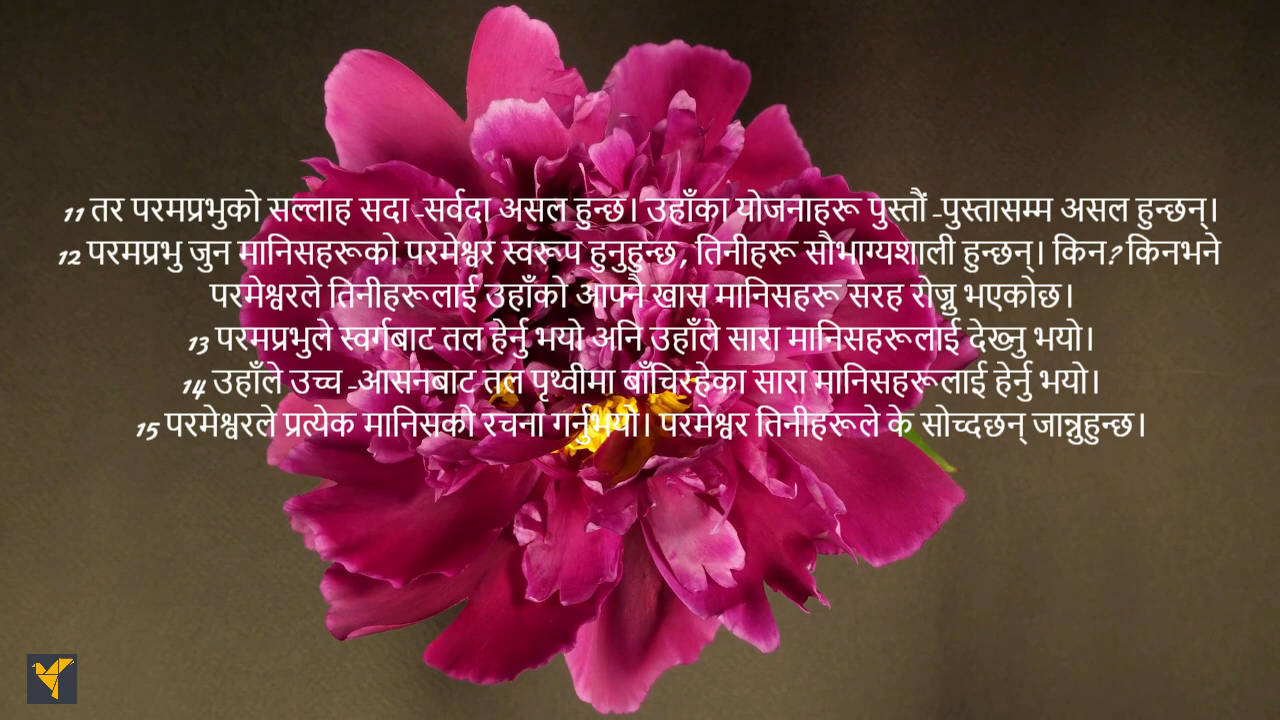 11 तर परमप्रभुको सल्लाह सदा-सर्वदा असल हुन्छ। उहाँका योजनाहरू पुस्तौं-पुस्तासम्म असल हुन्छन्।
12 परमप्रभु जुन मानिसहरूको परमेश्वर स्वरूप हुनुहुन्छ, तिनीहरू सौभाग्यशाली हुन्छन्। किन? किनभने
परमेश्वरले तिनीहरूलाई उहाँको आफ्नै खास मानिसहरू सरह रोज्नु भएकोछ।
13 परमप्रभुले स्वर्गबाट तल हेर्नु भयो अनि उहाँले सारा मानिसहरूलाई देख्नु भयो।
14 उहाँले उच्च-आसनबाट तल पृथ्वीमा बाँचिरहेका सारा मानिसहरूलाई हेर्नु भयो।
15 परमेश्वरले प्रत्येक मानिसको रचना गर्नुभयो। परमेश्वर तिनीहरूले के सोच्दछन् जान्नुहुन्छ।